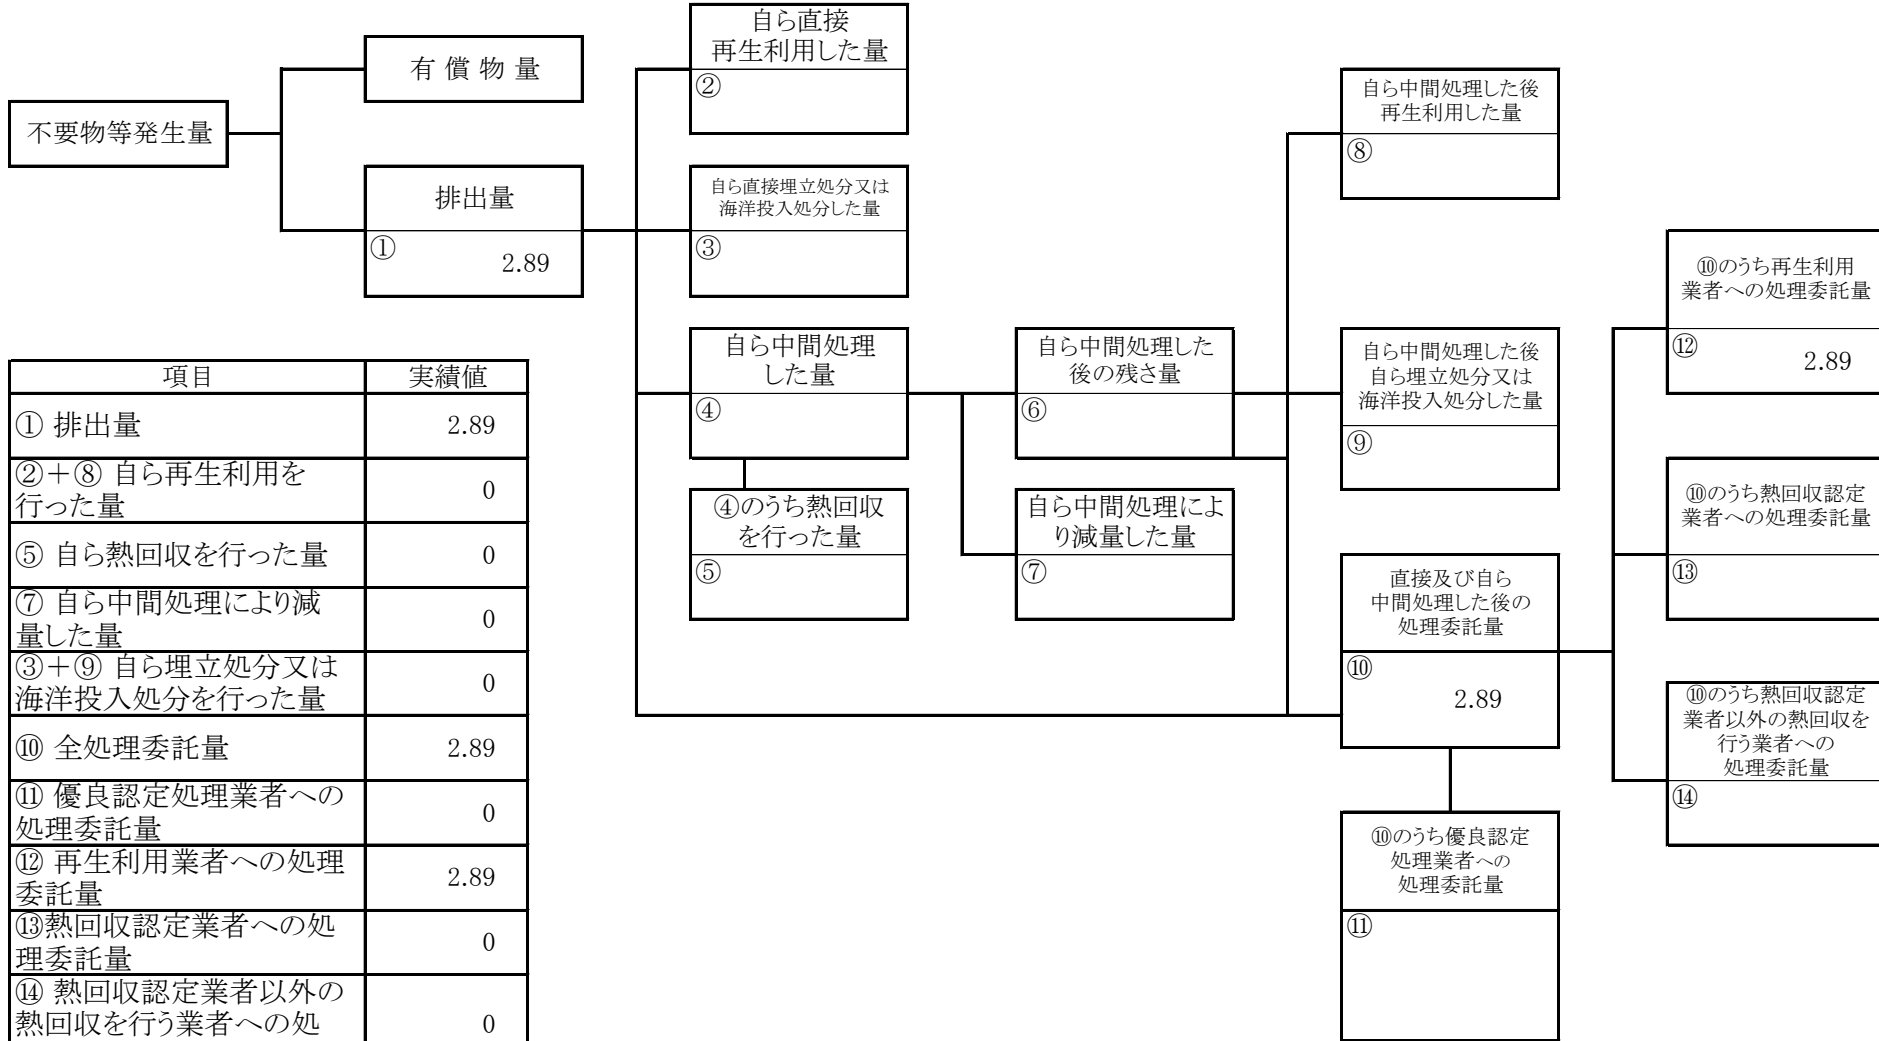 不要物等発生量
有 償 物 量
排出量
①
2.89
自ら直接
再生利用した量
②
自ら直接埋立処分又は
海洋投入処分した量
③
自ら中間処理
した量
④
④のうち熱回収
を行った量
⑤
自ら中間処理した
後の残さ量
⑥
自ら中間処理によ
り減量した量
⑦
自ら中間処理した後
再生利用した量
⑧
自ら中間処理した後
自ら埋立処分又は
海洋投入処分した量
⑨
直接及び自ら
中間処理した後の
処理委託量
⑩
2.89
⑩のうち優良認定
処理業者への
処理委託量
⑪
⑩のうち再生利用
業者への処理委託量
⑫
2.89
⑩のうち熱回収認定
業者への処理委託量
⑬
⑩のうち熱回収認定
業者以外の熱回収を
行う業者への
処理委託量
⑭
項目 実績値
① 排出量 2.89
②＋⑧ 自ら再生利用を
行った量 0
⑤ 自ら熱回収を行った量 0
⑦ 自ら中間処理により減
量した量 0
③＋⑨ 自ら埋立処分又は
海洋投入処分を行った量 0
⑩ 全処理委託量 2.89
⑪ 優良認定処理業者への
処理委託量 0
⑫ 再生利用業者への処理
委託量 2.89
⑬熱回収認定業者への処
理委託量 0
⑭ 熱回収認定業者以外の
熱回収を行う業者への処 0